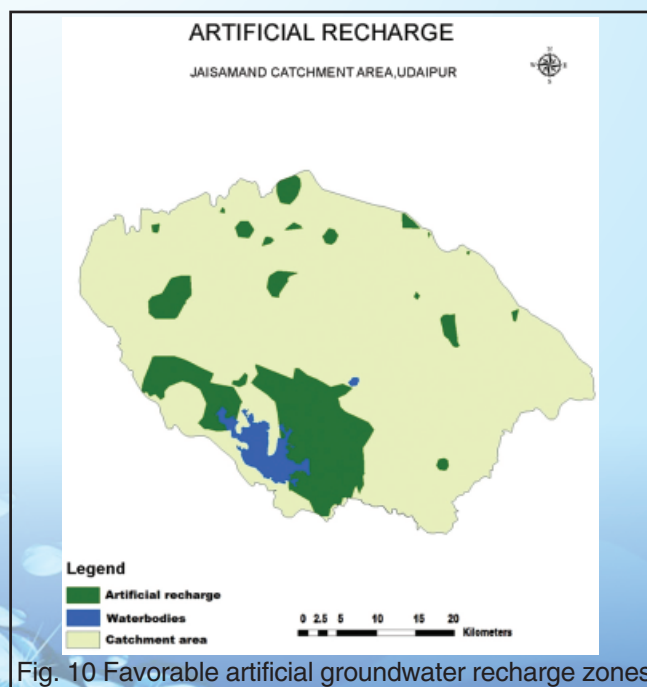 ARTIFICIAL RECHARGE
JAISAMAND CATCHMENT AREA,UDAIPUR
N
W E
S
Legend
Artificial recharge
Waterbodies
Catchment area
0 2.5 5 10 15 20
Kilometers
Fig. 10 Favorable artificial groundwater recharge zones